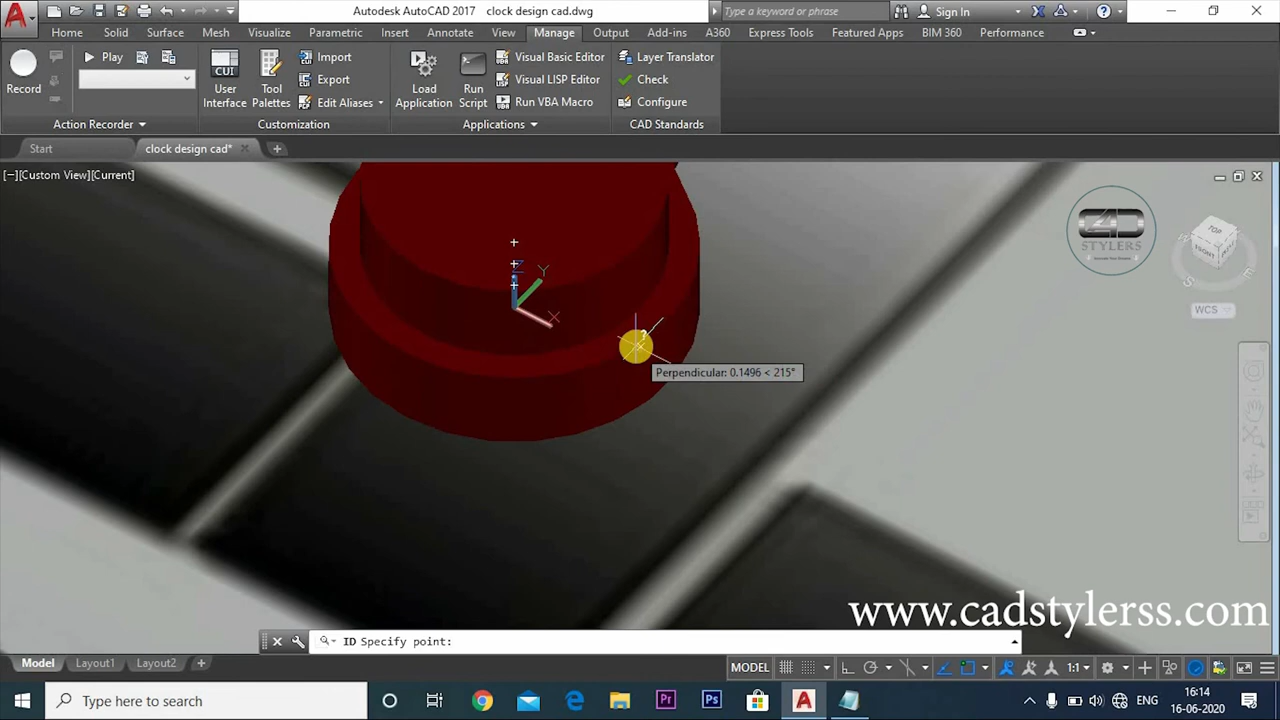 Autodesk AutoCAD 2017 clock design cad.dwg
Type a keyword or phrase
Sign In
Home Solid Surface Mesh Visualize Parametric Insert Annotate View Manage Output Add-ins A360 Express Tools Featured Apps BIM 360 Performance
Record
Play
Action Recorder
CUI
User Interface
Tool Palettes
Import
Export
Edit Aliases
Customization
Load Application
Run Script
Visual Basic Editor
Visual LISP Editor
Run VBA Macro
Applications
Layer Translator
Check
Configure
CAD Standards
Start
clock design cad*
[−][Custom View][Current]
STYLERS
TOP
FRONT
W
S
E
WCS
Z
Y
X
?
Perpendicular: 0.1496 < 215°
www.cadstylerss.com
ID Specify point:
Model Layout1 Layout2
MODEL
1:1
Type here to search
Pr
Ps
A
ENG
16:14
16-06-2020